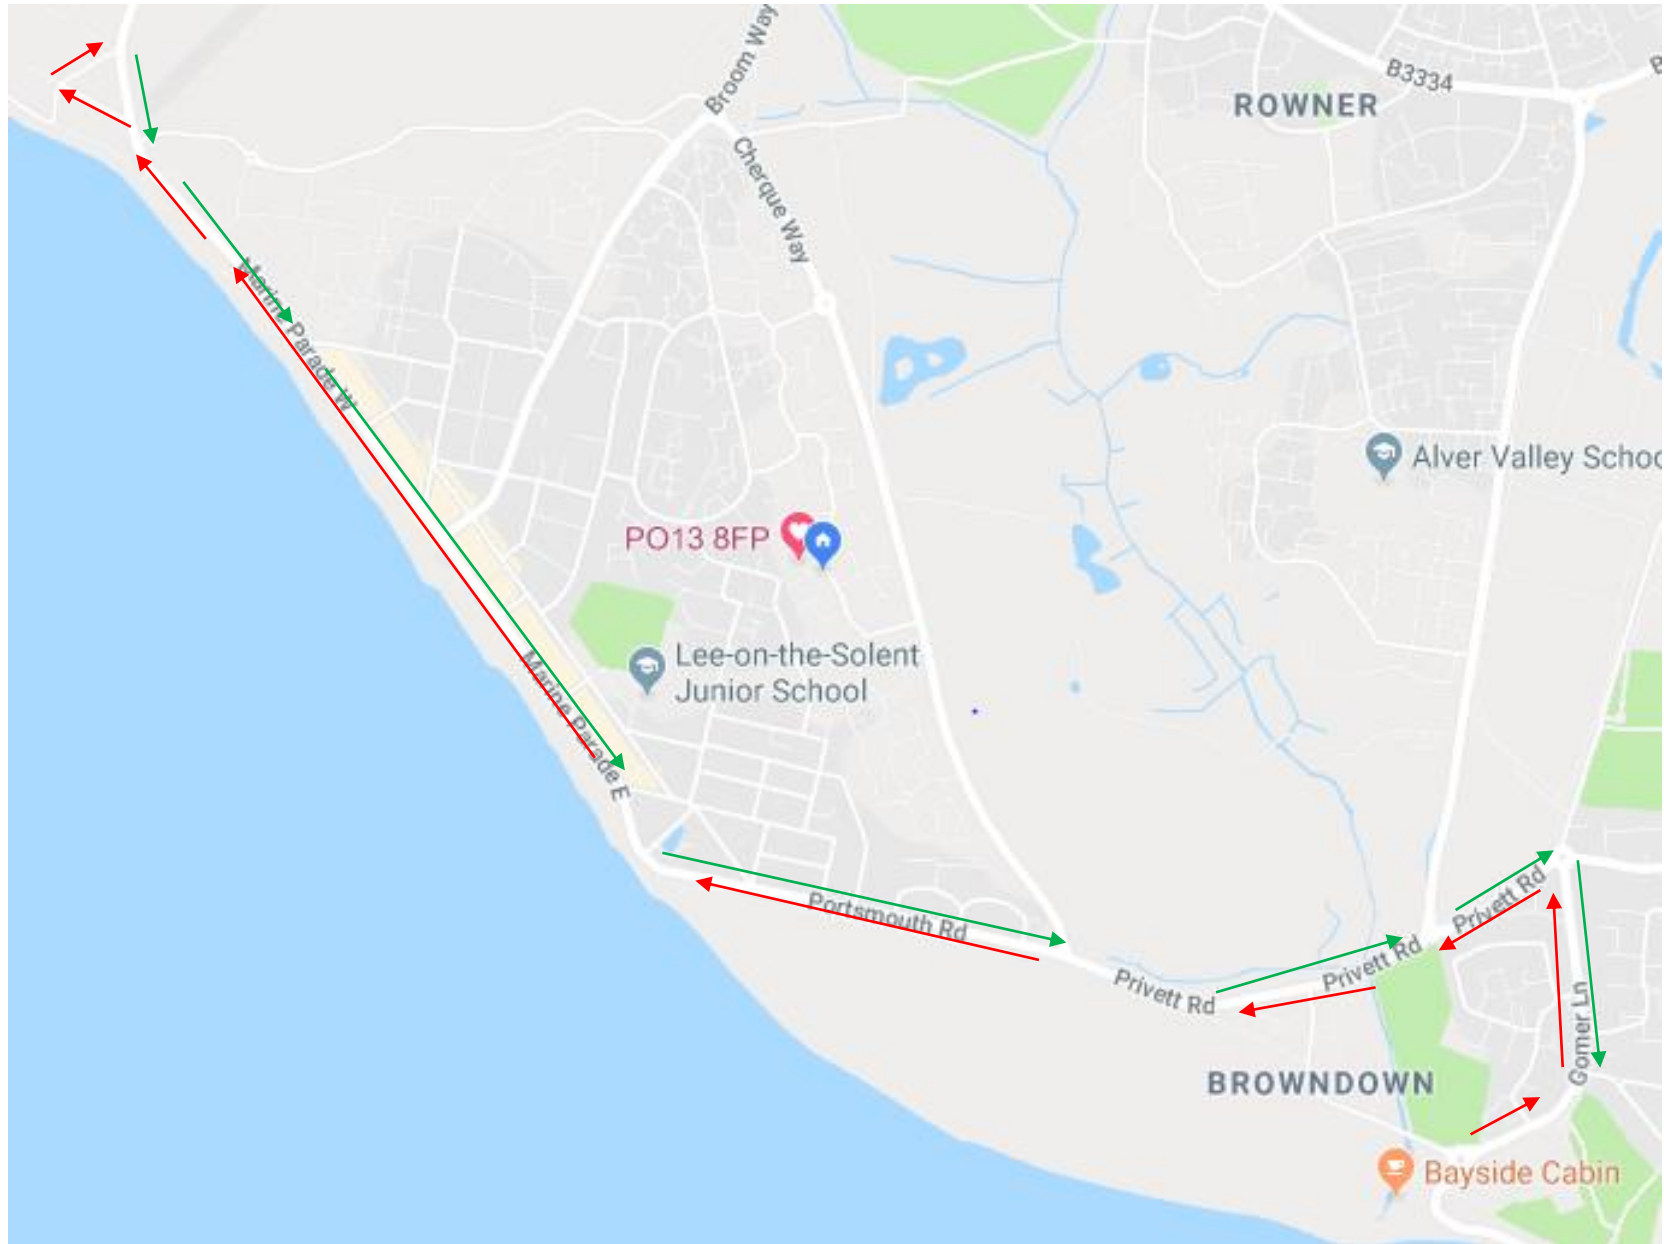 Broom Way
B3334
B
ROWNER
Cherque Way
Marine Parade W
Alver Valley Schoo
PO13 8FP
Lee-on-the-Solent
Junior School
Marine Parade E
Portsmouth Rd
Privett Rd
Privett Rd
Privett Rd
Gomer Ln
BROWNDOWN
Bayside Cabin